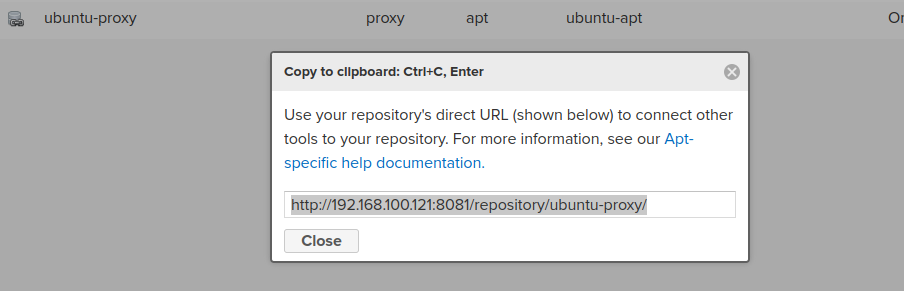 ubuntu-proxy proxy apt ubuntu-apt On
Copy to clipboard: Ctrl+C, Enter
Use your repository's direct URL (shown below) to connect other
tools to your repository. For more information, see our Apt-
specific help documentation.
http://192.168.100.121:8081/repository/ubuntu-proxy/
Close